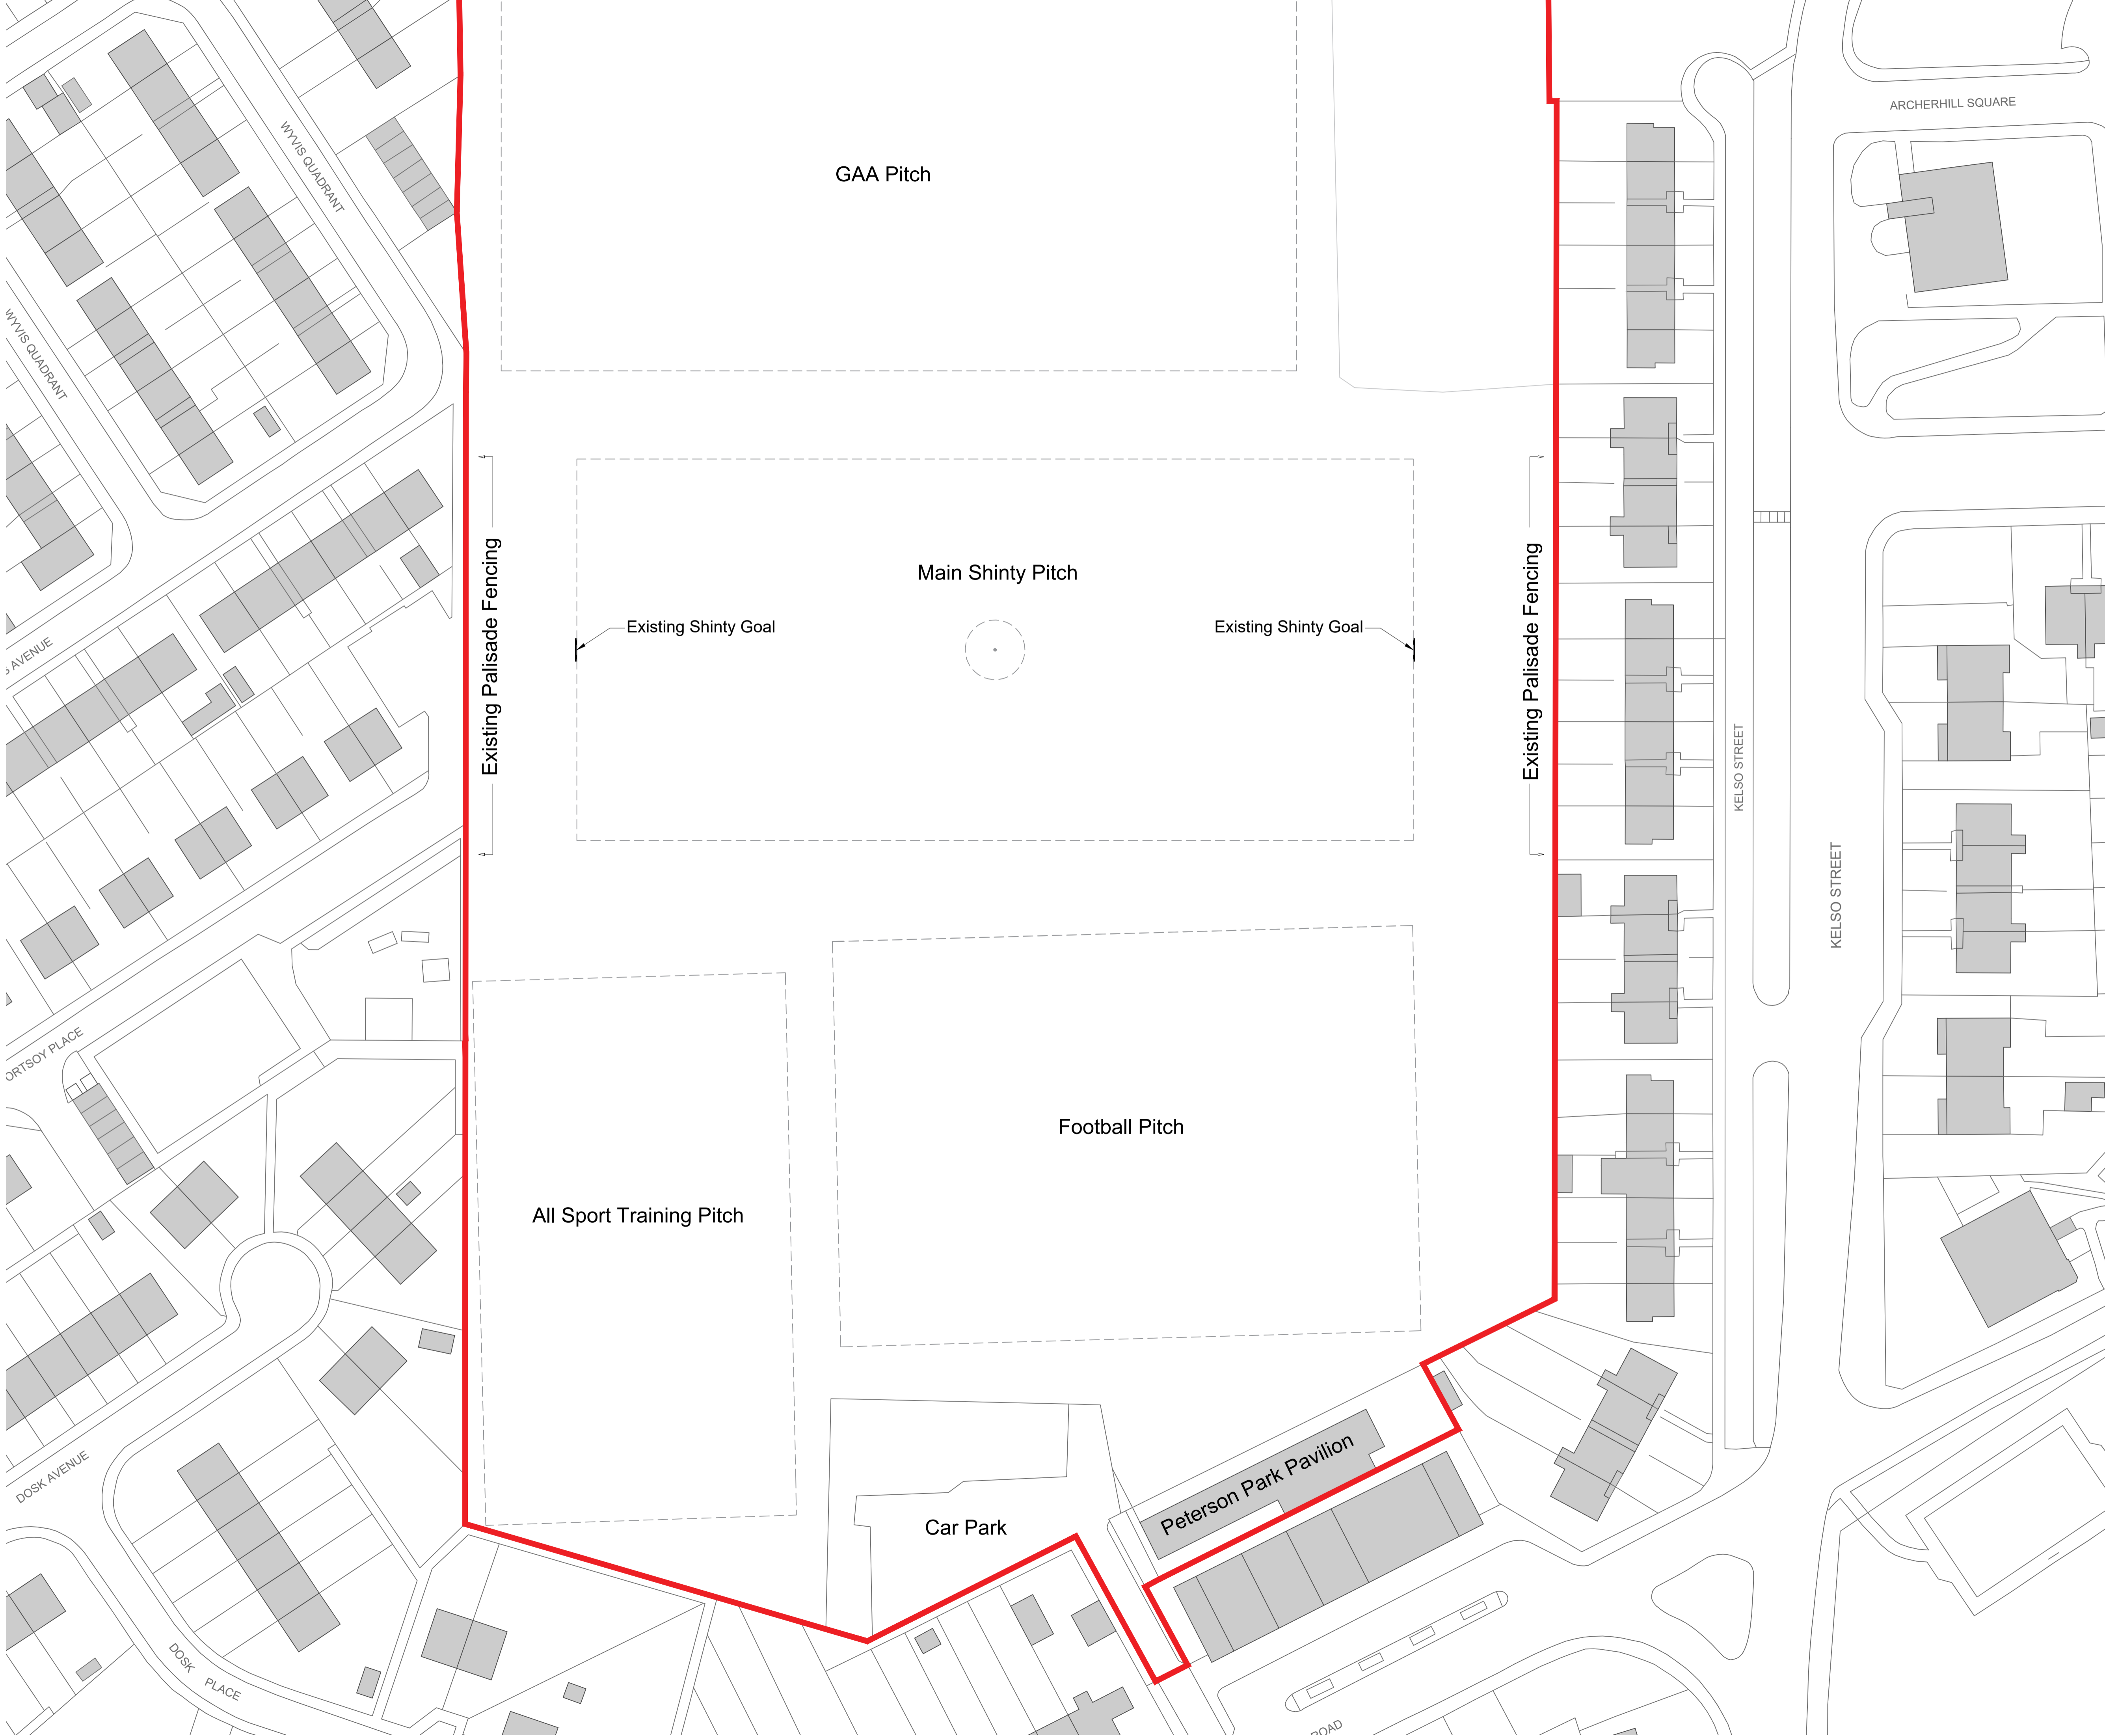 ARCHERHILL SQUARE
WYVIS QUADRANT
GAA Pitch
WYVIS QUADRANT
Existing Palisade Fencing
Main Shinty Pitch
Existing Palisade Fencing
Existing Shinty Goal
Existing Shinty Goal
AVENUE
KELSO STREET
KELSO STREET
ORTSOY PLACE
Football Pitch
All Sport Training Pitch
DOSK AVENUE
Peterson Park Pavilion
Car Park
DOSK
PLACE
ROAD